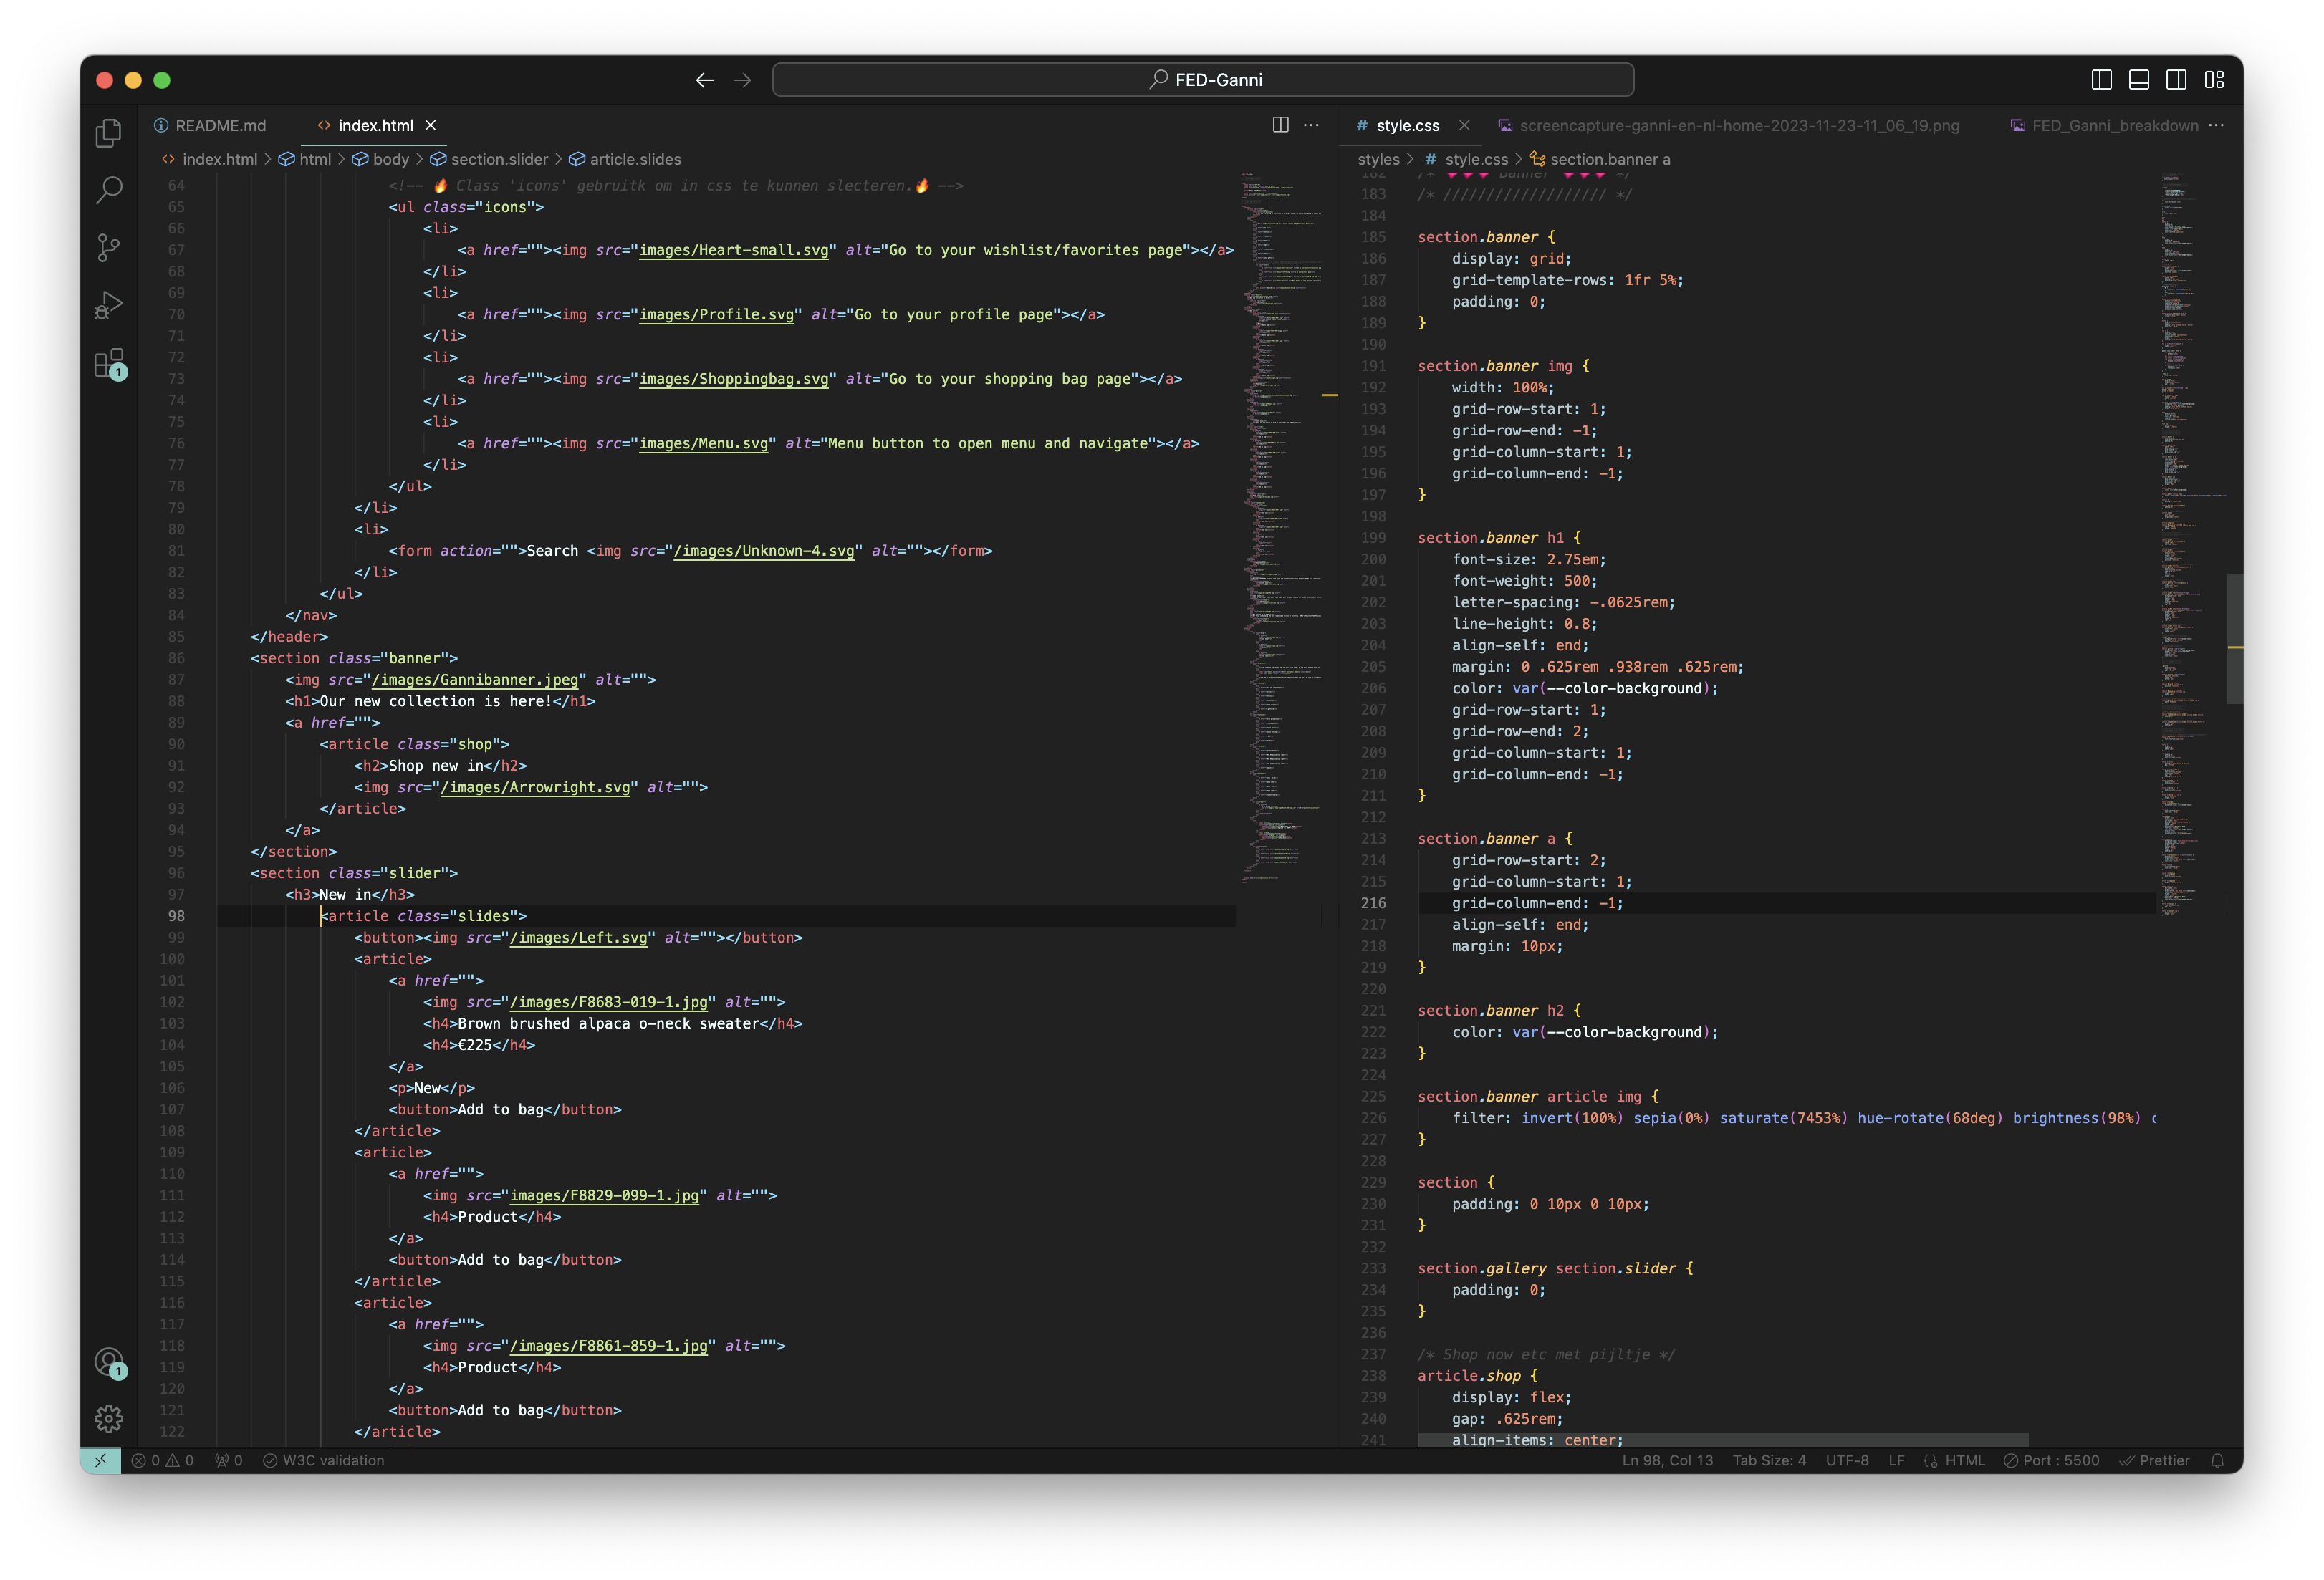 FED-Ganni
README.md
index.html
style.css
screencapture-ganni-en-nl-home-2023-11-23-11_06_19.png
FED_Ganni_breakdown
index.html > html > body > section.slider > article.slides
styles > # style.css > section.banner a
64 <!-- 🔥 Class 'icons' gebruitk om in css te kunnen slecteren.🔥 -->
65 <ul class="icons">
66 <li>
67 <a href=""><img src="images/Heart-small.svg" alt="Go to your wishlist/favorites page"></a>
68 </li>
69 <li>
70 <a href=""><img src="images/Profile.svg" alt="Go to your profile page"></a>
71 </li>
72 <li>
73 <a href=""><img src="images/Shoppingbag.svg" alt="Go to your shopping bag page"></a>
74 </li>
75 <li>
76 <a href=""><img src="images/Menu.svg" alt="Menu button to open menu and navigate"></a>
77 </li>
78 </ul>
79 </li>
80 <li>
81 <form action="">Search <img src="/images/Unknown-4.svg" alt=""></form>
82 </li>
83 </ul>
84 </nav>
85 </header>
86 <section class="banner">
87 <img src="/images/Gannibanner.jpeg" alt="">
88 <h1>Our new collection is here!</h1>
89 <a href="">
90 <article class="shop">
91 <h2>Shop new in</h2>
92 <img src="/images/Arrowright.svg" alt="">
93 </article>
94 </a>
95 </section>
96 <section class="slider">
97 <h3>New in</h3>
98 <article class="slides">
99 <button><img src="/images/Left.svg" alt=""></button>
100 <article>
101 <a href="">
102 <img src="/images/F8683-019-1.jpg" alt="">
103 <h4>Brown brushed alpaca o-neck sweater</h4>
104 <h4>€225</h4>
105 </a>
106 <p>New</p>
107 <button>Add to bag</button>
108 </article>
109 <article>
110 <a href="">
111 <img src="images/F8829-099-1.jpg" alt="">
112 <h4>Product</h4>
113 </a>
114 <button>Add to bag</button>
115 </article>
116 <article>
117 <a href="">
118 <img src="/images/F8861-859-1.jpg" alt="">
119 <h4>Product</h4>
120 </a>
121 <button>Add to bag</button>
122 </article>
182 /* ♥♥♥ Banner ♥♥♥ */
183 /* /////////////////// */
184
185 section.banner {
186 display: grid;
187 grid-template-rows: 1fr 5%;
188 padding: 0;
189 }
190
191 section.banner img {
192 width: 100%;
193 grid-row-start: 1;
194 grid-row-end: -1;
195 grid-column-start: 1;
196 grid-column-end: -1;
197 }
198
199 section.banner h1 {
200 font-size: 2.75em;
201 font-weight: 500;
202 letter-spacing: -.0625rem;
203 line-height: 0.8;
204 align-self: end;
205 margin: 0 .625rem .938rem .625rem;
206 color: var(--color-background);
207 grid-row-start: 1;
208 grid-row-end: 2;
209 grid-column-start: 1;
210 grid-column-end: -1;
211 }
212
213 section.banner a {
214 grid-row-start: 2;
215 grid-column-start: 1;
216 grid-column-end: -1;
217 align-self: end;
218 margin: 10px;
219 }
220
221 section.banner h2 {
222 color: var(--color-background);
223 }
224
225 section.banner article img {
226 filter: invert(100%) sepia(0%) saturate(7453%) hue-rotate(68deg) brightness(98%) c
227 }
228
229 section {
230 padding: 0 10px 0 10px;
231 }
232
233 section.gallery section.slider {
234 padding: 0;
235 }
236
237 /* Shop now etc met pijltje */
238 article.shop {
239 display: flex;
240 gap: .625rem;
241 align-items: center;
1
1
0 0 0 W3C validation
Ln 98, Col 13 Tab Size: 4 UTF-8 LF HTML Port : 5500 Prettier